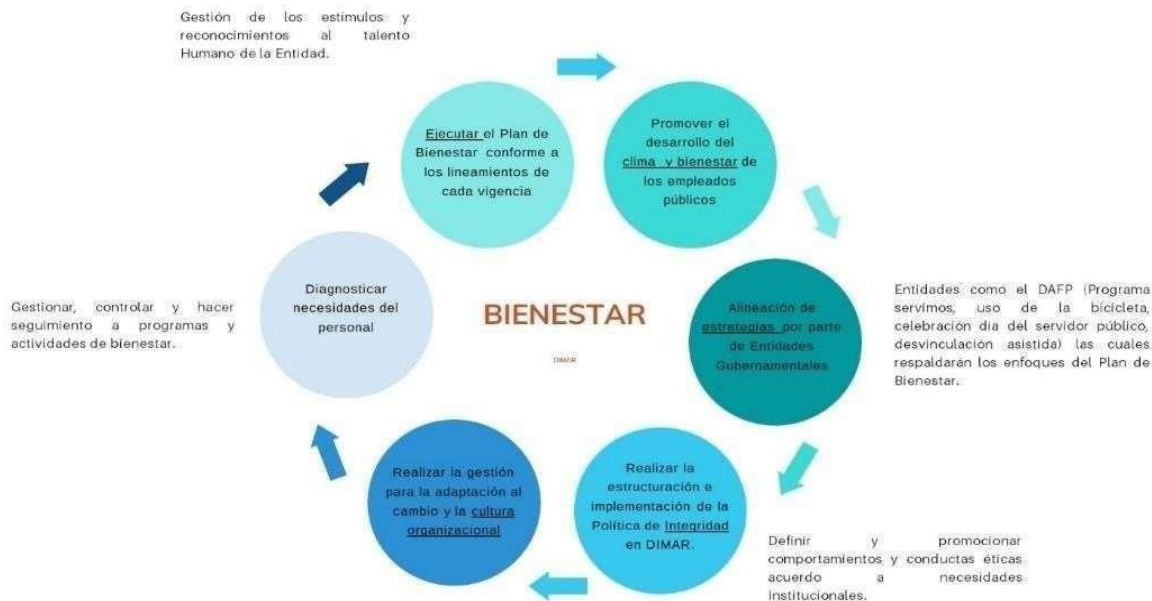 Gestión de los estímulos y
reconocimientos al talento
Humano de la Entidad.
Ejecutar el Plan de
Bienestar conforme a
los lineamientos de
cada vigencia
Promover el
desarrollo del
clima y bienestar de
los empleados
públicos
Diagnosticar
necesidades del
personal
Gestionar, controlar y hacer
seguimiento a programas y
actividades de bienestar.
BIENESTAR
DIMAR
Alineación de
estrategias por parte
de Entidades
Gubernamentales
Entidades como el DAFP (Programa
servimos, uso de la bicicleta,
celebración dia del servidor público,
desvinculación asistida) las cuales
respaldarán los enfoques del Plan de
Bienestar.
Realizar la gestión
para la adaptación al
cambio y la cultura
organizacional
Realizar la
estructuración e
implementación de la
Política de Integridad
en DIMAR.
Definir y promocionar
comportamientos y conductas éticas
acuerdo a necesidades
Institucionales.